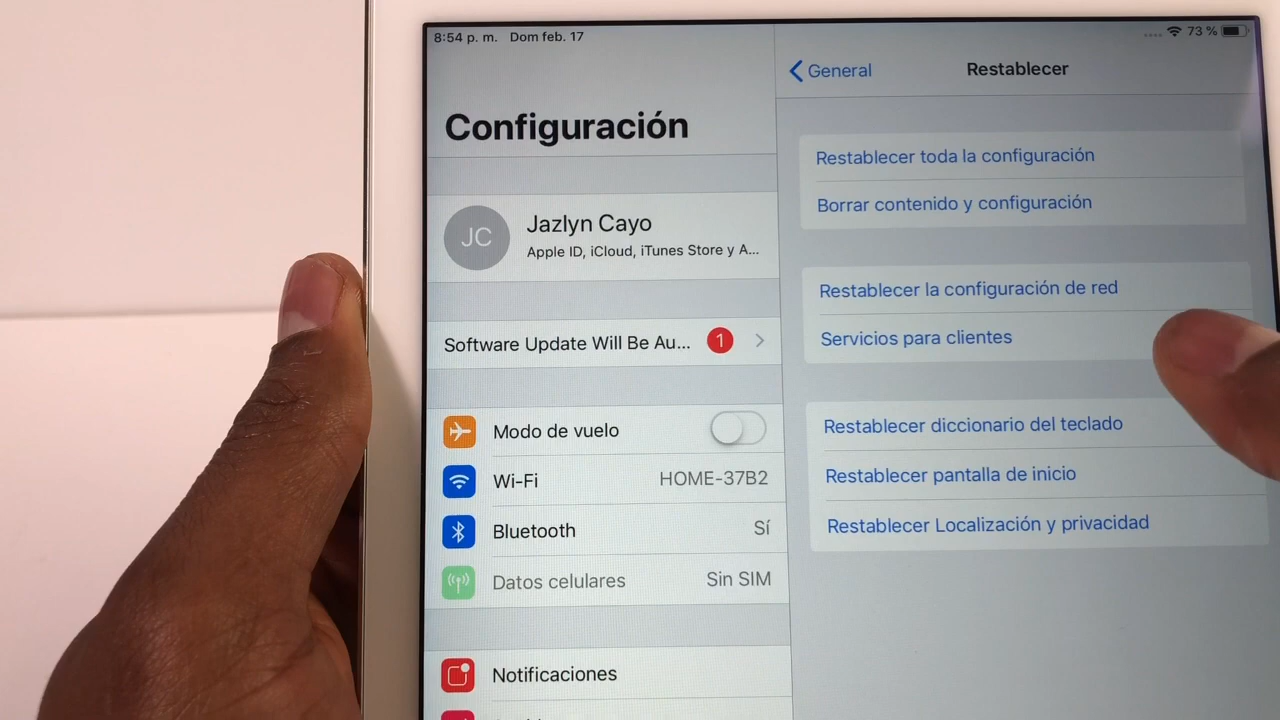 8:54 p. m. Dom feb. 17
73 %
Configuración
JC
Jazlyn Cayo
Apple ID, iCloud, iTunes Store y A...
Software Update Will Be Au...
1
Modo de vuelo
Wi-Fi
HOME-37B2
Bluetooth
Sí
Datos celulares
Sin SIM
Notificaciones
General
Restablecer
Restablecer toda la configuración
Borrar contenido y configuración
Restablecer la configuración de red
Servicios para clientes
Restablecer diccionario del teclado
Restablecer pantalla de inicio
Restablecer Localización y privacidad